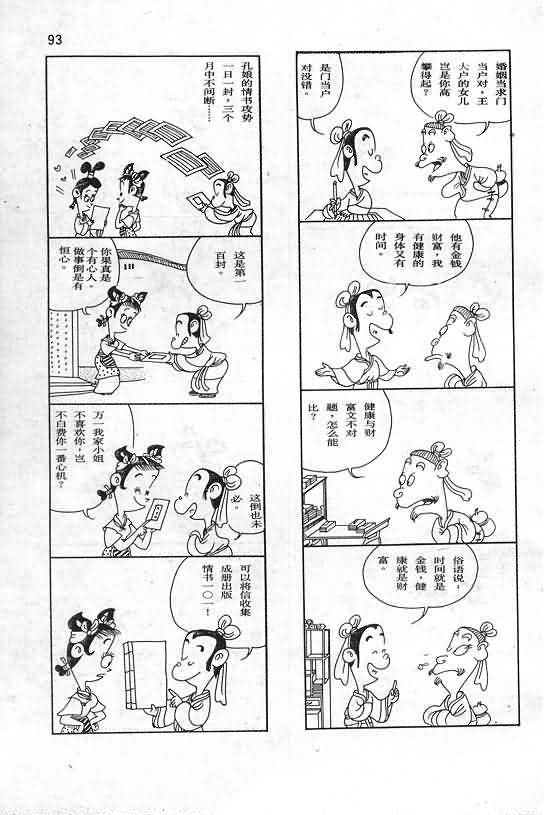 93
婚姻当求门
当户对，王
大户的女儿
岂是你高
攀得起？
是门当户
对没错。
他有金钱
财富，我
有健康的
身体又有
时间。
健康与财
富文不对
题，怎么能
比？
俗语说，
时间就是
金钱，健
康就是财
富。
孔娘的情书攻势
一日一封，三个
月中不间断……
这是第一
百封。
你果真是
个有心人。
做事倒是有
恒心。
万一我家小姐
不喜欢你，岂
不白费你一番心机？
这倒也未
必。
可以将信收集
成册出版
情书一〇一！